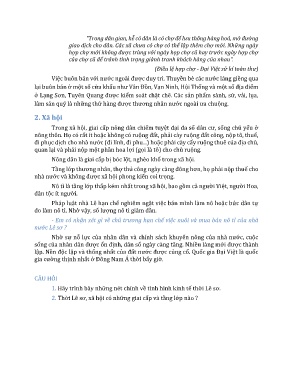 "Trong dân gian, hễ có dân là có chợ để lưu thông hàng hoá, mở đường
giao dịch cho dân. Các xã chưa có chợ có thể lập thêm chợ mới. Những ngày
họp chợ mới không được trùng với ngày họp chợ cũ hay trước ngày họp chợ
của chợ cũ để tránh tình trạng giành tranh khách hàng của nhau".
(Điều lệ họp chợ - Đại Việt sử kí toàn thư)
Việc buôn bán với nước ngoài được duy trì. Thuyền bè các nước láng giềng qua
lại buôn bán ở một số cửa khẩu như Vân Đồn, Vạn Ninh, Hội Thống và một số địa điểm
ở Lạng Sơn, Tuyên Quang được kiểm soát chặt chẽ. Các sản phẩm sành, sứ, vải, lụa,
lâm sản quý là những thứ hàng được thương nhân nước ngoài ưa chuộng.
2. Xã hội
Trong xã hội, giai cấp nông dân chiếm tuyệt đại đa số dân cư, sống chủ yếu ở
nông thôn. Họ có rất ít hoặc không có ruộng đất, phải cày ruộng đất công, nộp tô, thuế,
đi phục dịch cho nhà nước (đi lính, đi phu...) hoặc phải cày cấy ruộng thuê của địa chủ,
quan lại và phải nộp một phần hoa lợi (gọi là tô) cho chủ ruộng.
Nông dân là giai cấp bị bóc lột, nghèo khổ trong xã hội.
Tầng lớp thương nhân, thợ thủ công ngày càng đông hơn, họ phải nộp thuế cho
nhà nước và không được xã hội phong kiến coi trọng.
Nô tì là tầng lớp thấp kém nhất trong xã hội, bao gồm cả người Việt, người Hoa,
dân tộc ít người.
Pháp luật nhà Lê hạn chế nghiêm ngặt việc bán mình làm nô hoặc bức dân tự
do làm nô tì. Nhờ vậy, số lượng nô tì giảm dần.
- Em có nhận xét gì về chủ trương hạn chế việc nuôi và mua bán nô tì của nhà
nước Lê sơ ?
Nhờ sự nỗ lực của nhân dân và chính sách khuyến nông của nhà nước, cuộc
sống của nhân dân được ổn định, dân số ngày càng tăng. Nhiều làng mới được thành
lập. Nền độc lập và thống nhất của đất nước được củng cố. Quốc gia Đại Việt là quốc
gia cường thịnh nhất ở Đông Nam Á thời bấy giờ.
CÂU HỎI
1. Hãy trình bày những nét chính về tình hình kinh tế thời Lê sơ.
2. Thời Lê sơ, xã hội có những giai cấp và tầng lớp nào ?